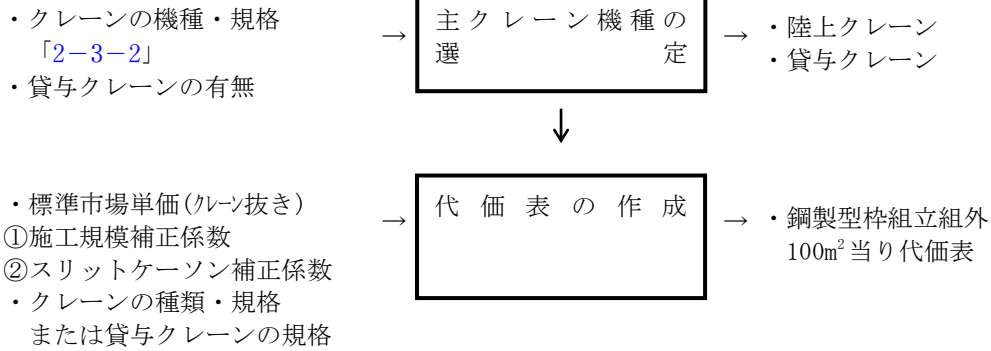 ・クレーンの機種・規格
「2－3－2」
・貸与クレーンの有無
→
主クレーン機種の
選定
→
・陸上クレーン
・貸与クレーン
↓
・標準市場単価(ｸﾚｰﾝ抜き)
①施工規模補正係数
②スリットケーソン補正係数
・クレーンの種類・規格
または貸与クレーンの規格
→
代価表の作成
→
・鋼製型枠組立組外
100m²当り代価表